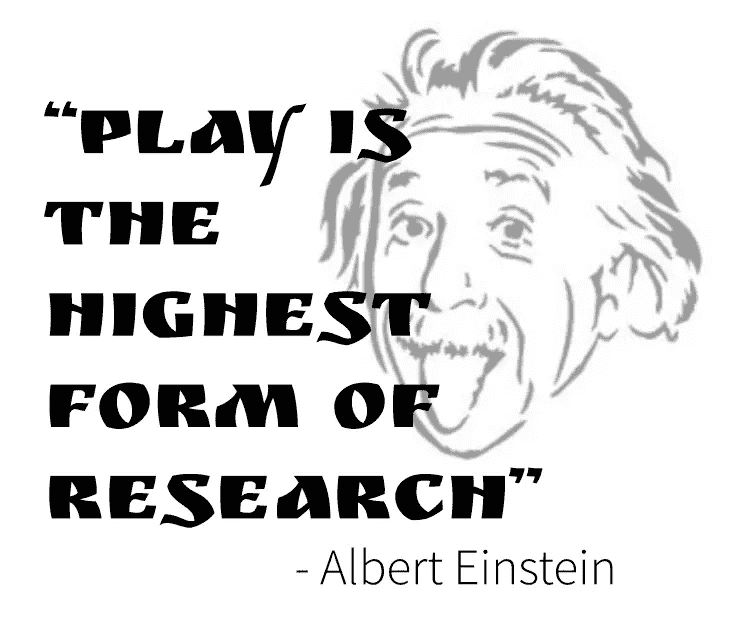 “PLAY IS
THE
HIGHEST
FORM OF
RESEARCH”
- Albert Einstein